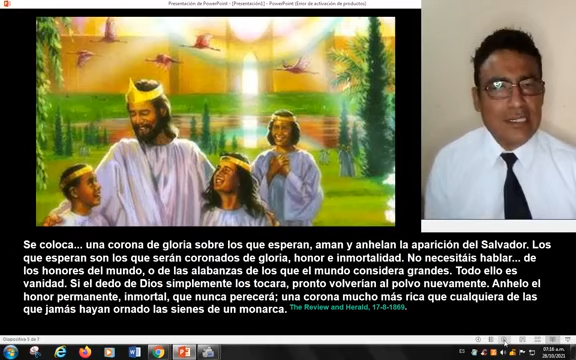 Presentación de PowerPoint - [Presentación1] - PowerPoint (Error de activación de productos)
Se coloca... una corona de gloria sobre los que esperan, aman y anhelan la aparición del Salvador. Los
que esperan son los que serán coronados de gloria, honor e inmortalidad. No necesitáis hablar... de
los honores del mundo, o de las alabanzas de los que el mundo considera grandes. Todo ello es
vanidad. Si el dedo de Dios simplemente los tocara, pronto volverían al polvo nuevamente. Anhelo el
honor permanente, inmortal, que nunca perecerá; una corona mucho más rica que cualquiera de las
que jamás hayan ornado las sienes de un monarca. The Review and Herald, 17-8-1869.
Diapositiva 5 de 7
07:16 a.m.
28/10/2021